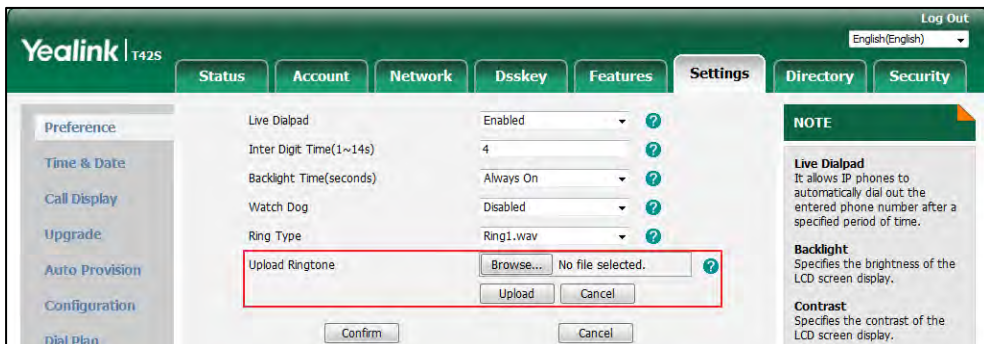 Log Out
English(English)
Yealink T42S
Status Account Network Dsskey Features Settings Directory Security
Preference
Time & Date
Call Display
Upgrade
Auto Provision
Configuration
Dial Plan
Live Dialpad Enabled
Inter Digit Time(1~14s) 4
Backlight Time(seconds) Always On
Watch Dog Disabled
Ring Type Ring1.wav
Upload Ringtone Browse... No file selected.
Upload Cancel
Confirm Cancel
NOTE
Live Dialpad
It allows IP phones to
automatically dial out the
entered phone number after a
specified period of time.
Backlight
Specifies the brightness of the
LCD screen display.
Contrast
Specifies the contrast of the
LCD screen display.